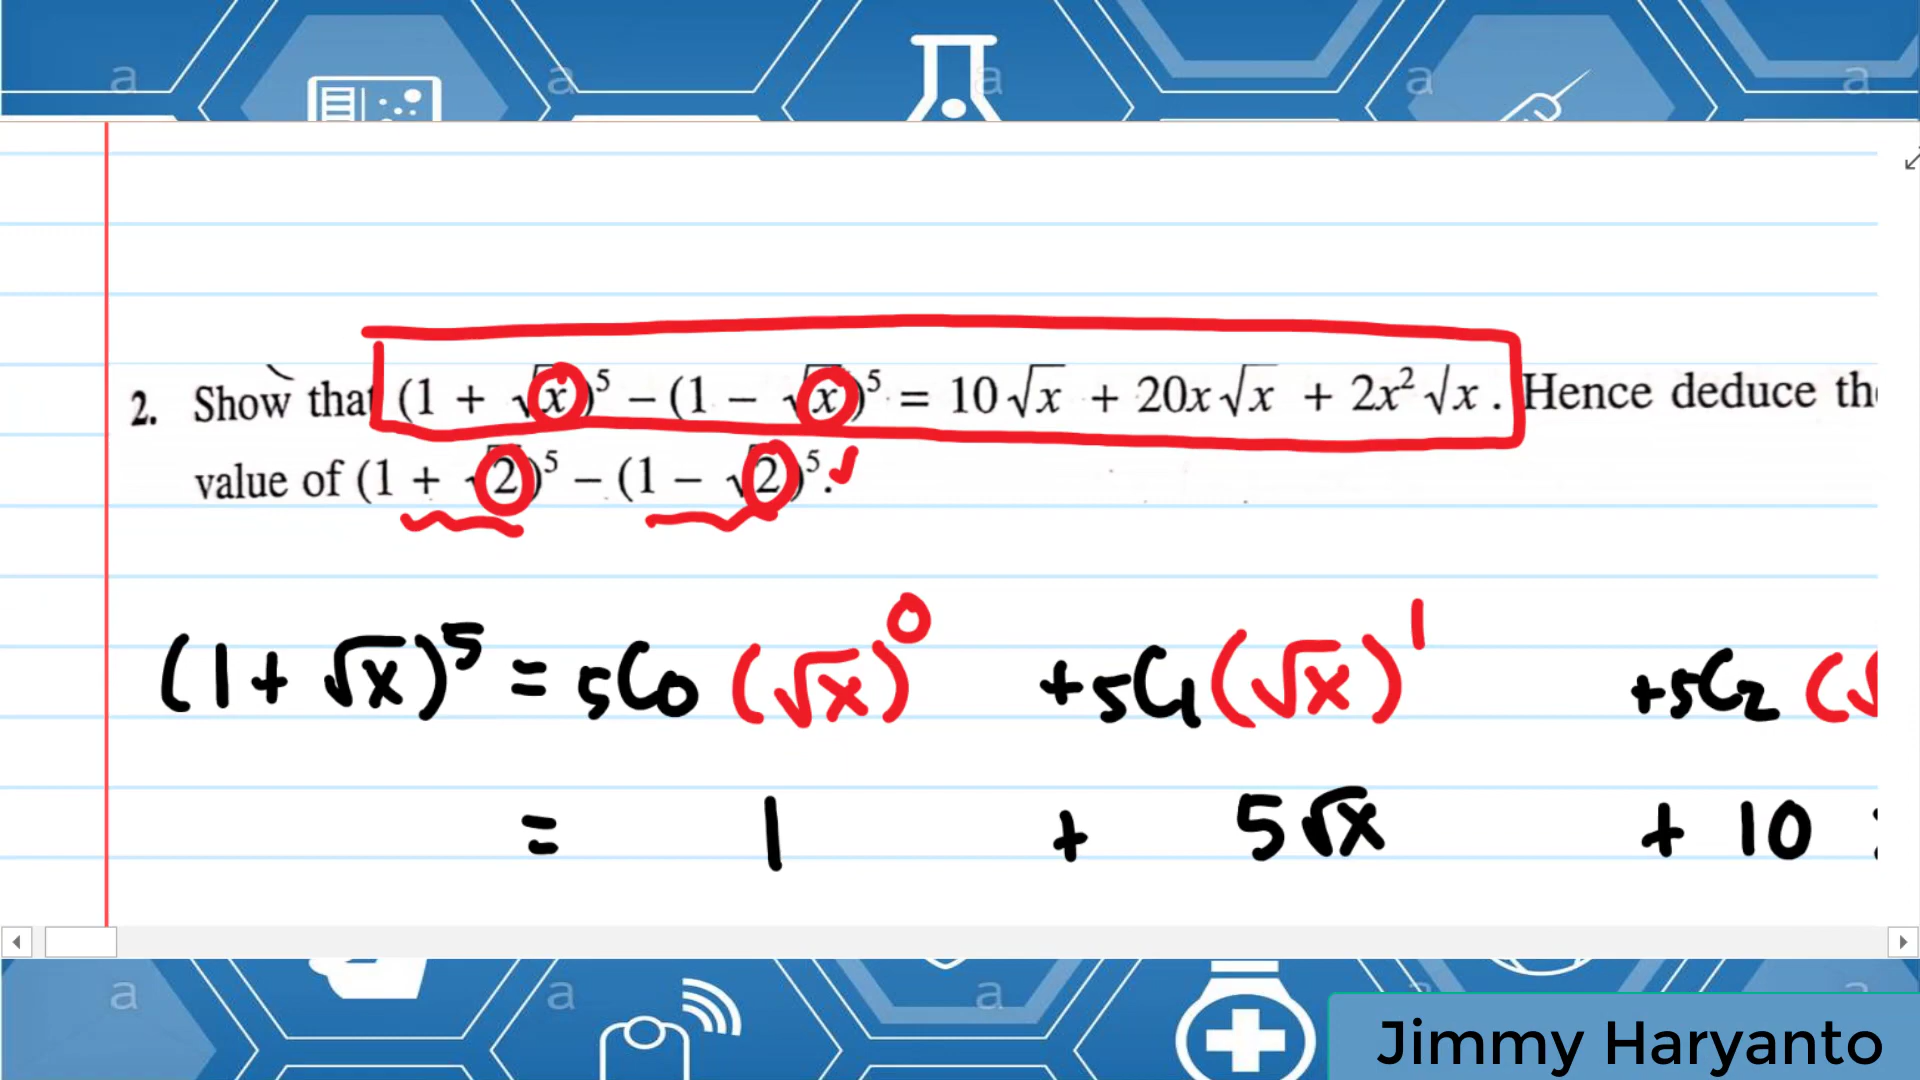 a a a a a
2. Show that (1 + √x)⁵ − (1 − √x)⁵ = 10√x + 20x√x + 2x²√x. Hence deduce
value of (1 + √2)⁵ − (1 − √2)⁵.
(1+ √x)⁵ = 5C0 (√x)⁰ +5C1(√x)¹ +5C2 (√
= 1 + 5√x + 10
a a a
Jimmy Haryanto